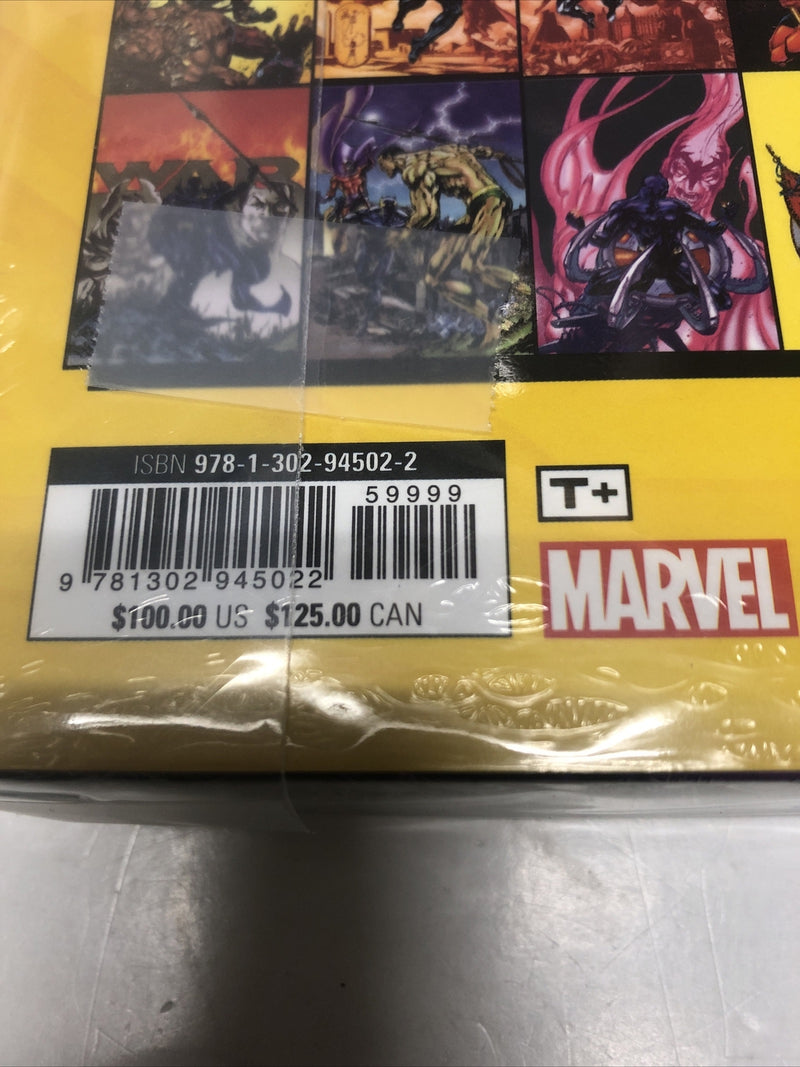 WAR
ISBN 978-1-302-94502-2
59999
9 781302 945022
$100.00 US $125.00 CAN
T+
MARVEL